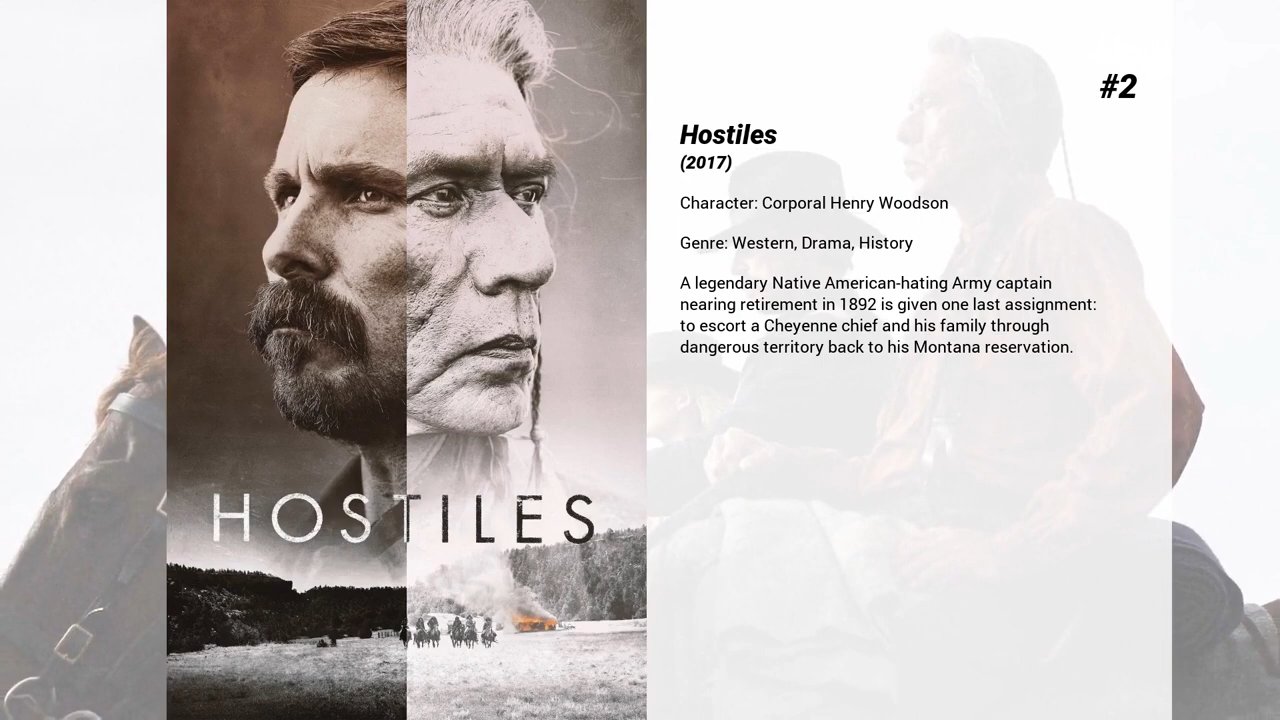 HOSTILES
#2
Hostiles
(2017)
Character: Corporal Henry Woodson
Genre: Western, Drama, History
A legendary Native American-hating Army captain
nearing retirement in 1892 is given one last assignment:
to escort a Cheyenne chief and his family through
dangerous territory back to his Montana reservation.